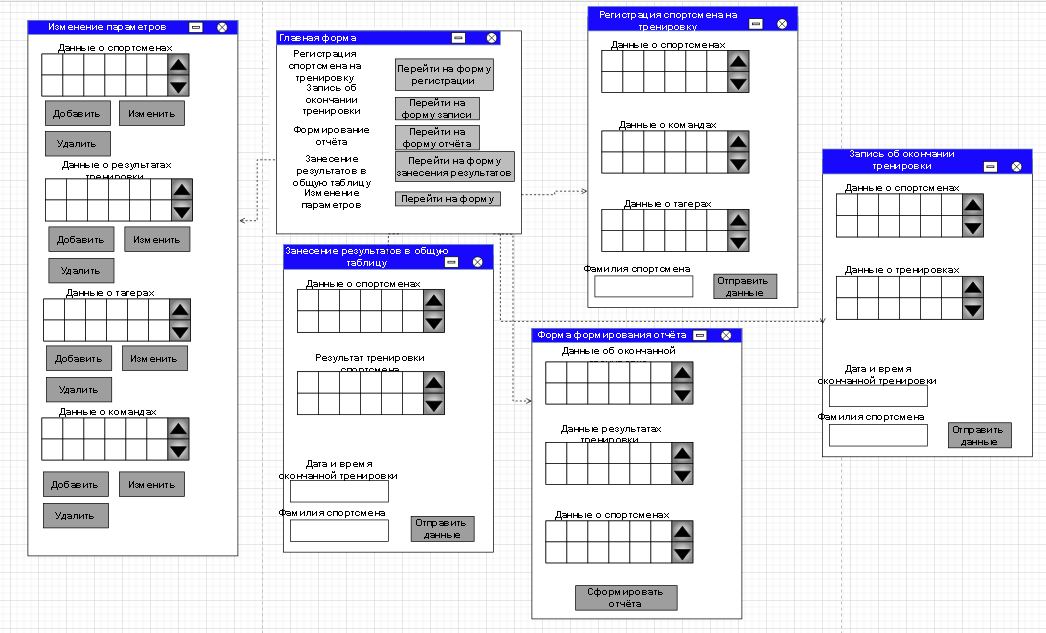 Изменение параметров
Данные о спортсменах
Добавить
Изменить
Удалить
Данные о результатах
тренировки
Добавить
Изменить
Удалить
Данные о тагерах
Добавить
Изменить
Удалить
Данные о командах
Добавить
Изменить
Удалить
Главная форма
Регистрация
спортсмена на
тренировку
Перейти на форму
регистрации
Запись об
окончании
тренировки
Перейти на
форму записи
Формирование
отчёта
Перейти на
форму отчёта
Занесение
результатов в
общую таблицу
Перейти на форму
занесения результатов
Изменение
параметров
Перейти на форму
Занесение результатов в общую
таблицу
Данные о спортсменах
Результат тренировки
спортсмена
Дата и время
окончанной тренировки
Фамилия спортсмена
Отправить
данные
Регистрация спортсмена на
тренировку
Данные о спортсменах
Данные о командах
Данные о тагерах
Фамилия спортсмена
Отправить
данные
Форма формирования отчёта
Данные об окончанной
Данные результатах
тренировки
Данные о спортсменах
Сформировать
отчёта
Запись об окончании
тренировки
Данные о спортсменах
Данные о тренировках
Дата и время
окончанной тренировки
Фамилия спортсмена
Отправить
данные